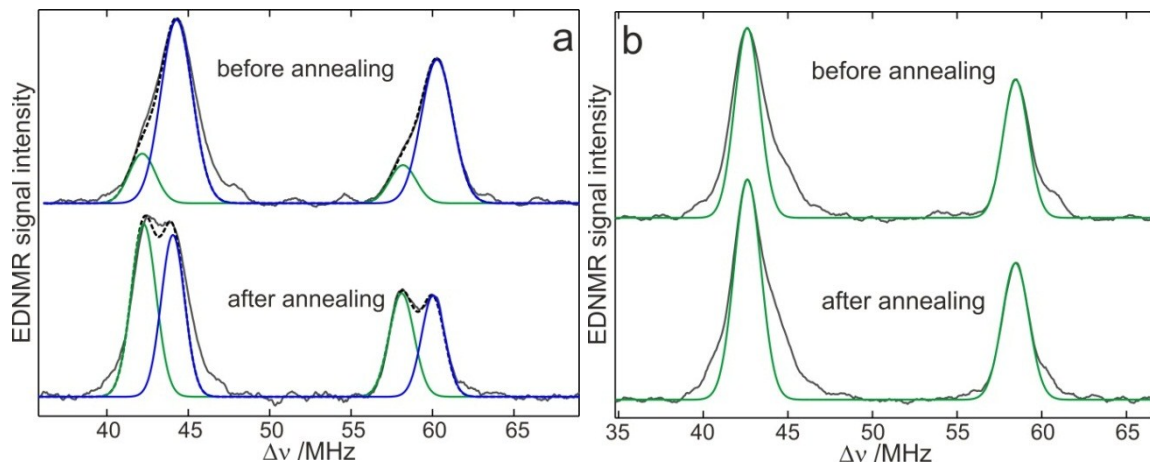 EDNMR signal intensity
a
before annealing
after annealing
40 45 50 55 60 65
Δν /MHz
EDNMR signal intensity
b
before annealing
after annealing
35 40 45 50 55 60 65
Δν /MHz